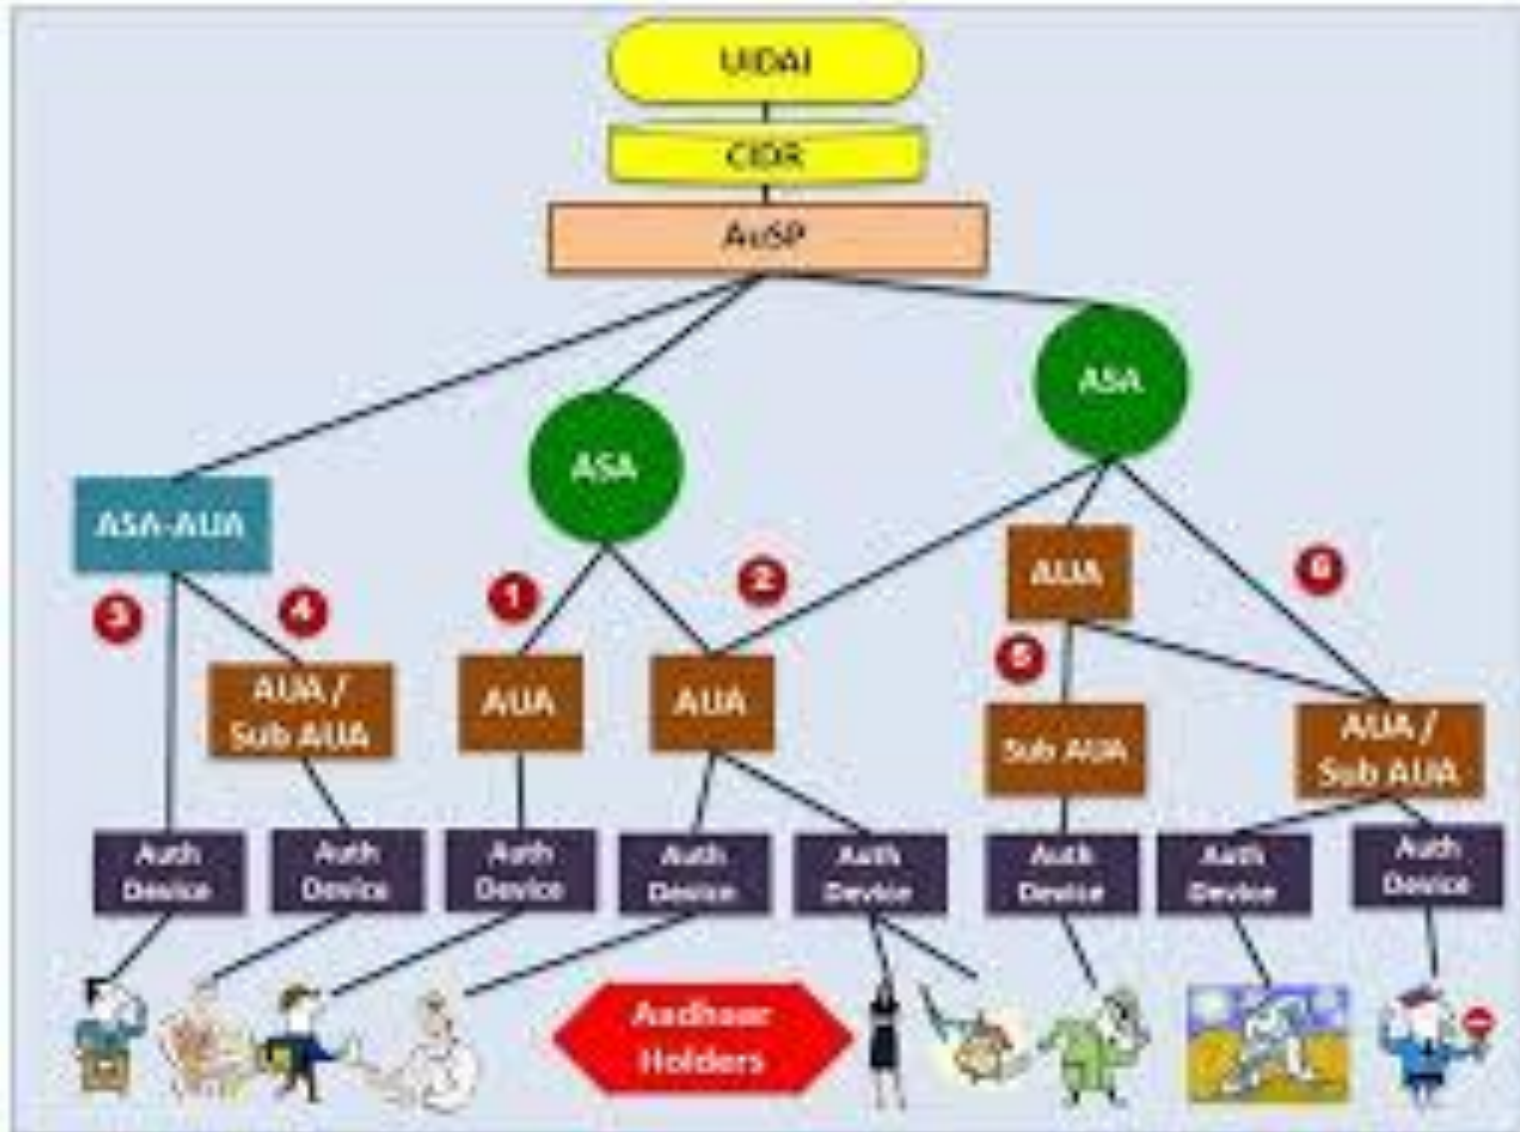 UIDAI
CIDR
AuSP
ASA
ASA
ASA-AUA
AUA
1
2
3
4
5
6
AUA /
Sub AUA
AUA
AUA
Sub AUA
AUA /
Sub AUA
Auth
Device
Auth
Device
Auth
Device
Auth
Device
Auth
Device
Auth
Device
Auth
Device
Auth
Device
Aadhaar
Holders